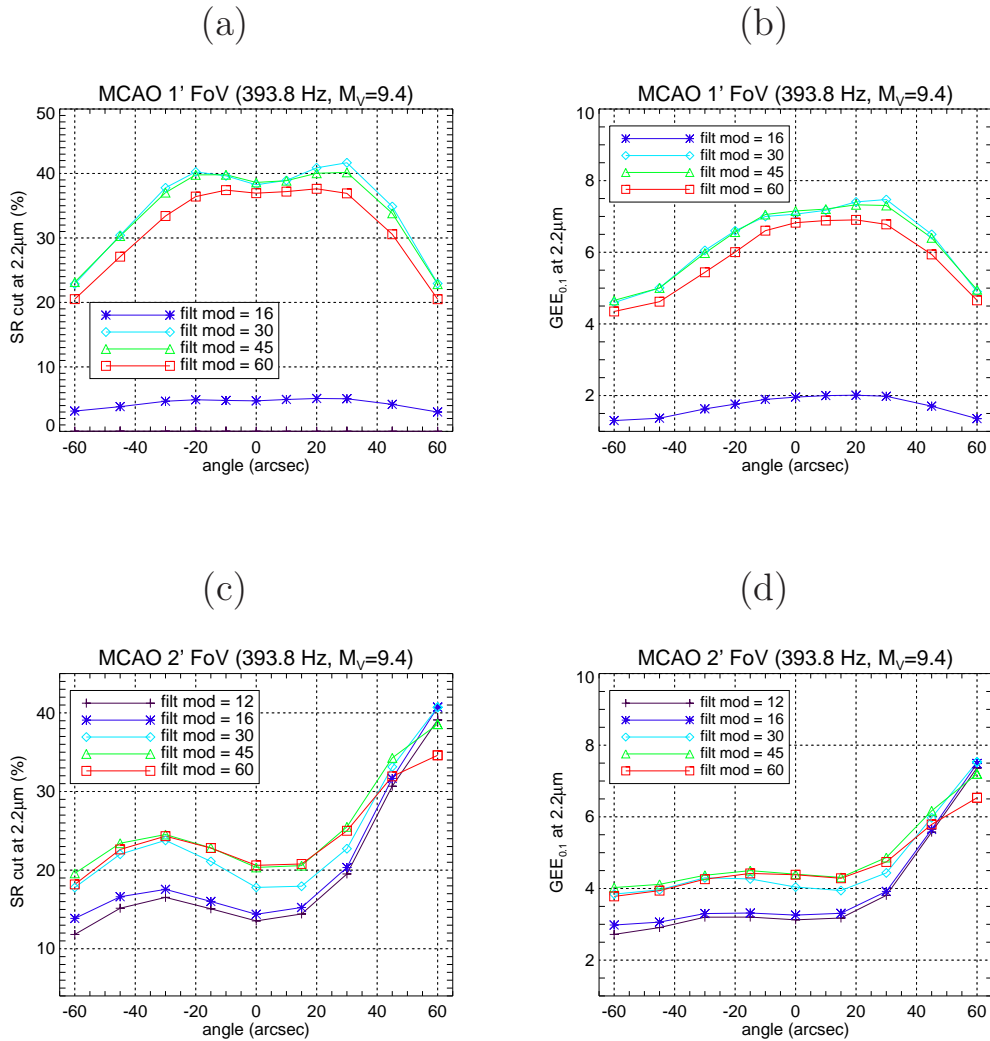 (a)
MCAO 1' FoV (393.8 Hz, M_V=9.4)
50
40
30
20
10
0
SR cut at 2.2μm (%)
filt mod = 16
filt mod = 30
filt mod = 45
filt mod = 60
-60 -40 -20 0 20 40 60
angle (arcsec)
(b)
MCAO 1' FoV (393.8 Hz, M_V=9.4)
10
8
6
4
2
GEE_0.1 at 2.2μm
filt mod = 16
filt mod = 30
filt mod = 45
filt mod = 60
-60 -40 -20 0 20 40 60
angle (arcsec)
(c)
MCAO 2' FoV (393.8 Hz, M_V=9.4)
40
30
20
10
SR cut at 2.2μm (%)
filt mod = 12
filt mod = 16
filt mod = 30
filt mod = 45
filt mod = 60
-60 -40 -20 0 20 40 60
angle (arcsec)
(d)
MCAO 2' FoV (393.8 Hz, M_V=9.4)
10
8
6
4
2
GEE_0.1 at 2.2μm
filt mod = 12
filt mod = 16
filt mod = 30
filt mod = 45
filt mod = 60
-60 -40 -20 0 20 40 60
angle (arcsec)